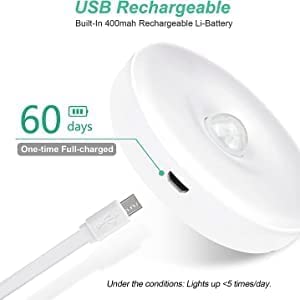 USB Rechargeable
Built-In 400mah Rechargeable Li-Battery
60
days
One-time Full-charged
Under the conditions: Lights up <5 times/day.